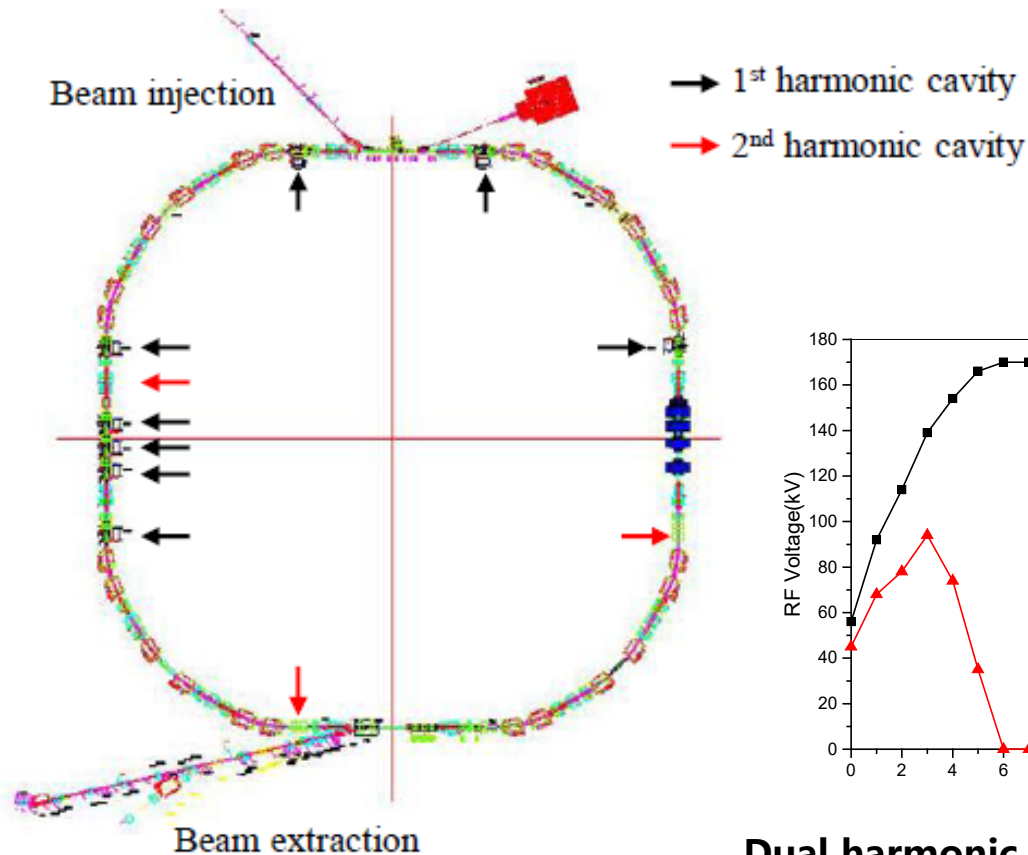 Beam injection
1st harmonic cavity
2nd harmonic cavity
180
160
140
120
100
80
60
40
20
0
RF Voltage(kV)
0 2 4 6
Beam extraction
Dual harmonic